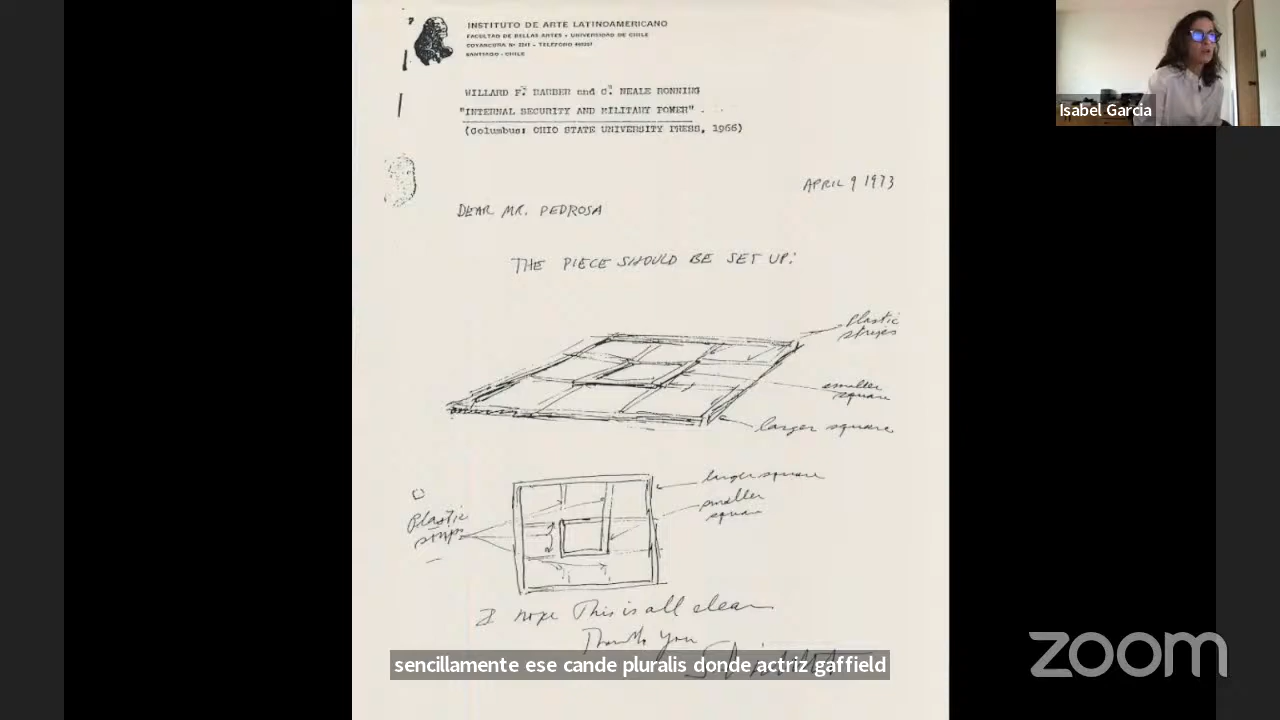 INSTITUTO DE ARTE LATINOAMERICANO
FACULTAD DE BELLAS ARTES - UNIVERSIDAD DE CHILE
SANTIAGO - CHILE
WILLARD F. BARBER and C. NEALE RONNING
"INTERNAL SECURITY AND MILITARY POWER"
(Columbus: OHIO STATE UNIVERSITY PRESS, 1966)
APRIL 9 1973
DEAR MR. PEDROSA
THE PIECE SHOULD BE SET UP:
Plastic
strips
smaller
square
larger square
larger square
smaller
square
Plastic
strips
I hope This is all clear
Thank You
sencillamente ese cande pluralis donde actriz gaffield
Isabel Garcia
zoom